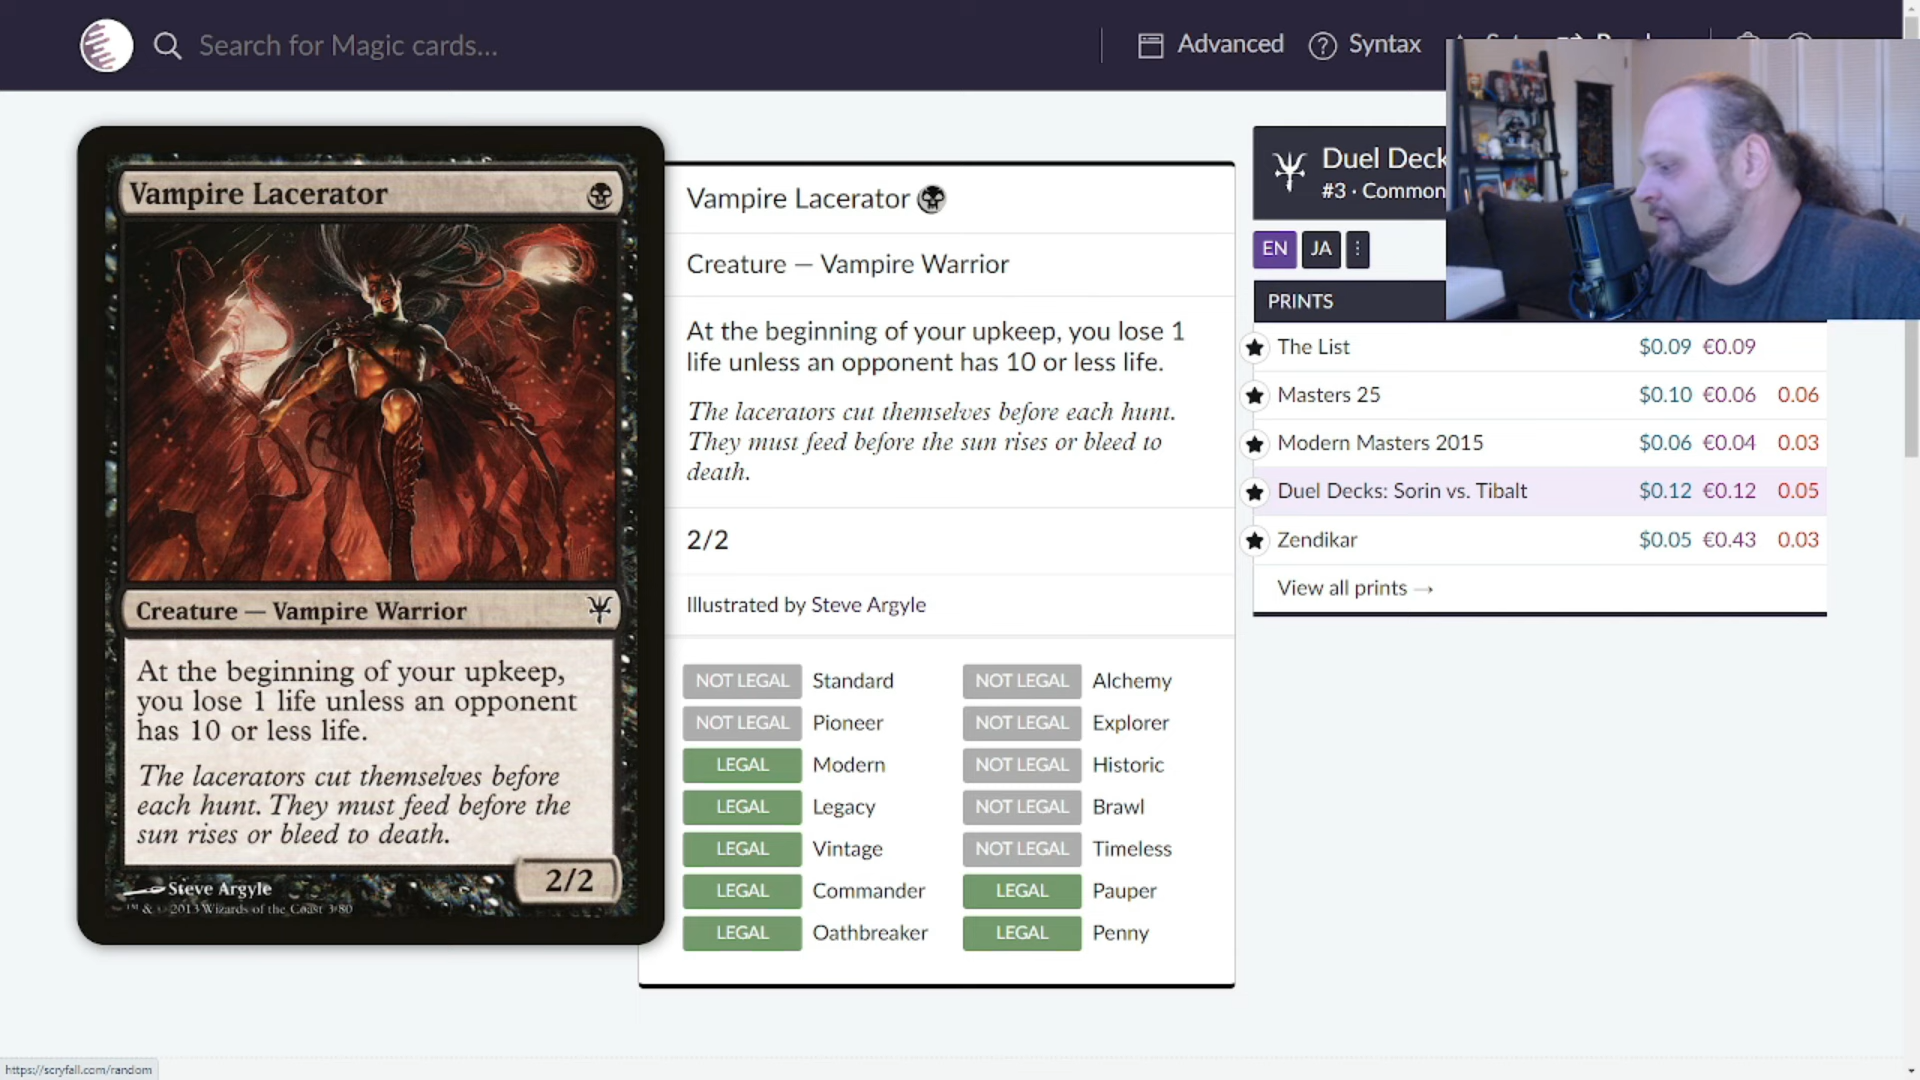 Search for Magic cards...
Advanced
Syntax
Vampire Lacerator
Creature — Vampire Warrior
At the beginning of your upkeep,
you lose 1 life unless an opponent
has 10 or less life.
The lacerators cut themselves before
each hunt. They must feed before the
sun rises or bleed to death.
2/2
Steve Argyle
™ & © 2013 Wizards of the Coast 3/80
Vampire Lacerator
Creature — Vampire Warrior
At the beginning of your upkeep, you lose 1
life unless an opponent has 10 or less life.
The lacerators cut themselves before each hunt.
They must feed before the sun rises or bleed to
death.
2/2
Illustrated by Steve Argyle
NOT LEGAL Standard NOT LEGAL Alchemy
NOT LEGAL Pioneer NOT LEGAL Explorer
LEGAL Modern NOT LEGAL Historic
LEGAL Legacy NOT LEGAL Brawl
LEGAL Vintage NOT LEGAL Timeless
LEGAL Commander LEGAL Pauper
LEGAL Oathbreaker LEGAL Penny
Duel Deck
#3 · Common
EN JA
PRINTS
The List $0.09 €0.09
Masters 25 $0.10 €0.06 0.06
Modern Masters 2015 $0.06 €0.04 0.03
Duel Decks: Sorin vs. Tibalt $0.12 €0.12 0.05
Zendikar $0.05 €0.43 0.03
View all prints →
https://scryfall.com/random